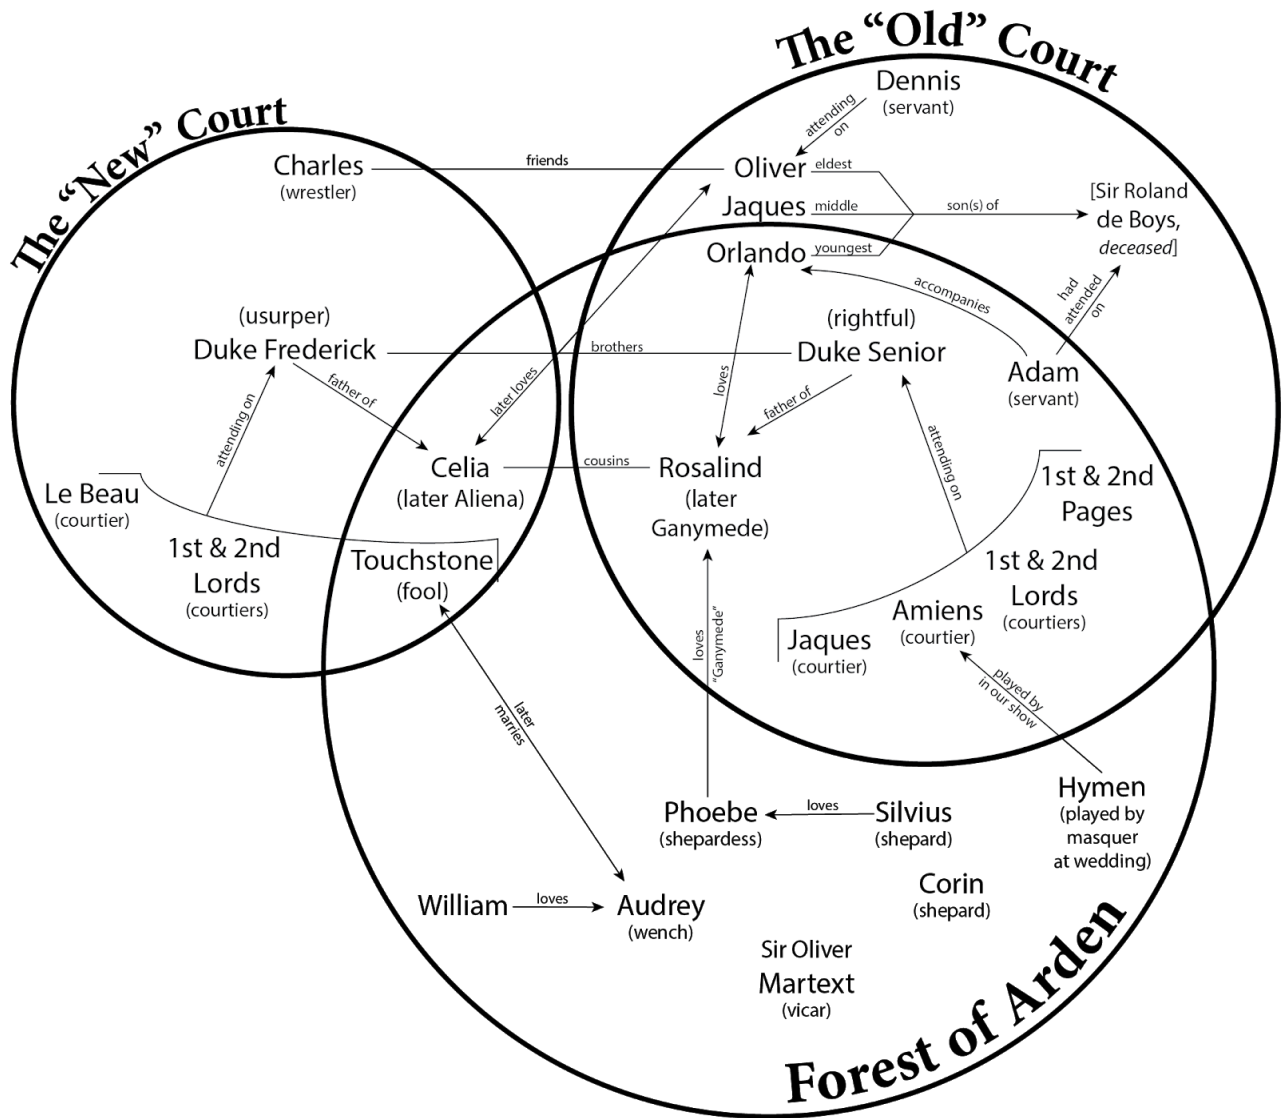 The “Old” Court
The “New” Court
Dennis
(servant)
attending
on
Charles
(wrestler)
friends
Oliver
eldest
Jaques
middle
son(s) of
[Sir Roland
de Boys,
deceased]
Orlando
youngest
accompanies
had
attended
on
(usurper)
Duke Frederick
brothers
(rightful)
Duke Senior
Adam
(servant)
father of
later loves
loves
father of
attending on
attending on
Celia
(later Aliena)
cousins
Rosalind
(later
Ganymede)
Le Beau
(courtier)
1st & 2nd
Lords
(courtiers)
Touchstone
(fool)
1st & 2nd
Pages
1st & 2nd
Lords
(courtiers)
Amiens
(courtier)
Jaques
(courtier)
loves
“Ganymede”
played by
in our show
later
marries
Hymen
(played by
masquer
at wedding)
Phoebe
(shepardess)
loves
Silvius
(shepard)
Corin
(shepard)
William
loves
Audrey
(wench)
Sir Oliver
Martext
(vicar)
Forest of Arden